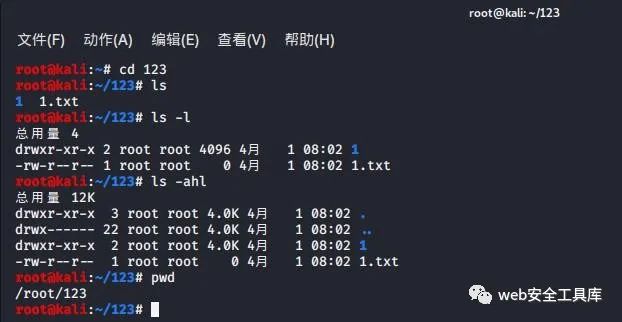 root@kali: ~/123
文件(F) 动作(A) 编辑(E) 查看(V) 帮助(H)
root@kali:~# cd 123
root@kali:~/123# ls
1  1.txt
root@kali:~/123# ls -l
总用量 4
drwxr-xr-x 2 root root 4096 4月   1 08:02 1
-rw-r--r-- 1 root root    0 4月   1 08:02 1.txt
root@kali:~/123# ls -ahl
总用量 12K
drwxr-xr-x  3 root root 4.0K 4月   1 08:02 .
drwx------ 22 root root 4.0K 4月   1 08:02 ..
drwxr-xr-x  2 root root 4.0K 4月   1 08:02 1
-rw-r--r--  1 root root    0 4月   1 08:02 1.txt
root@kali:~/123# pwd
/root/123
root@kali:~/123#
web安全工具库